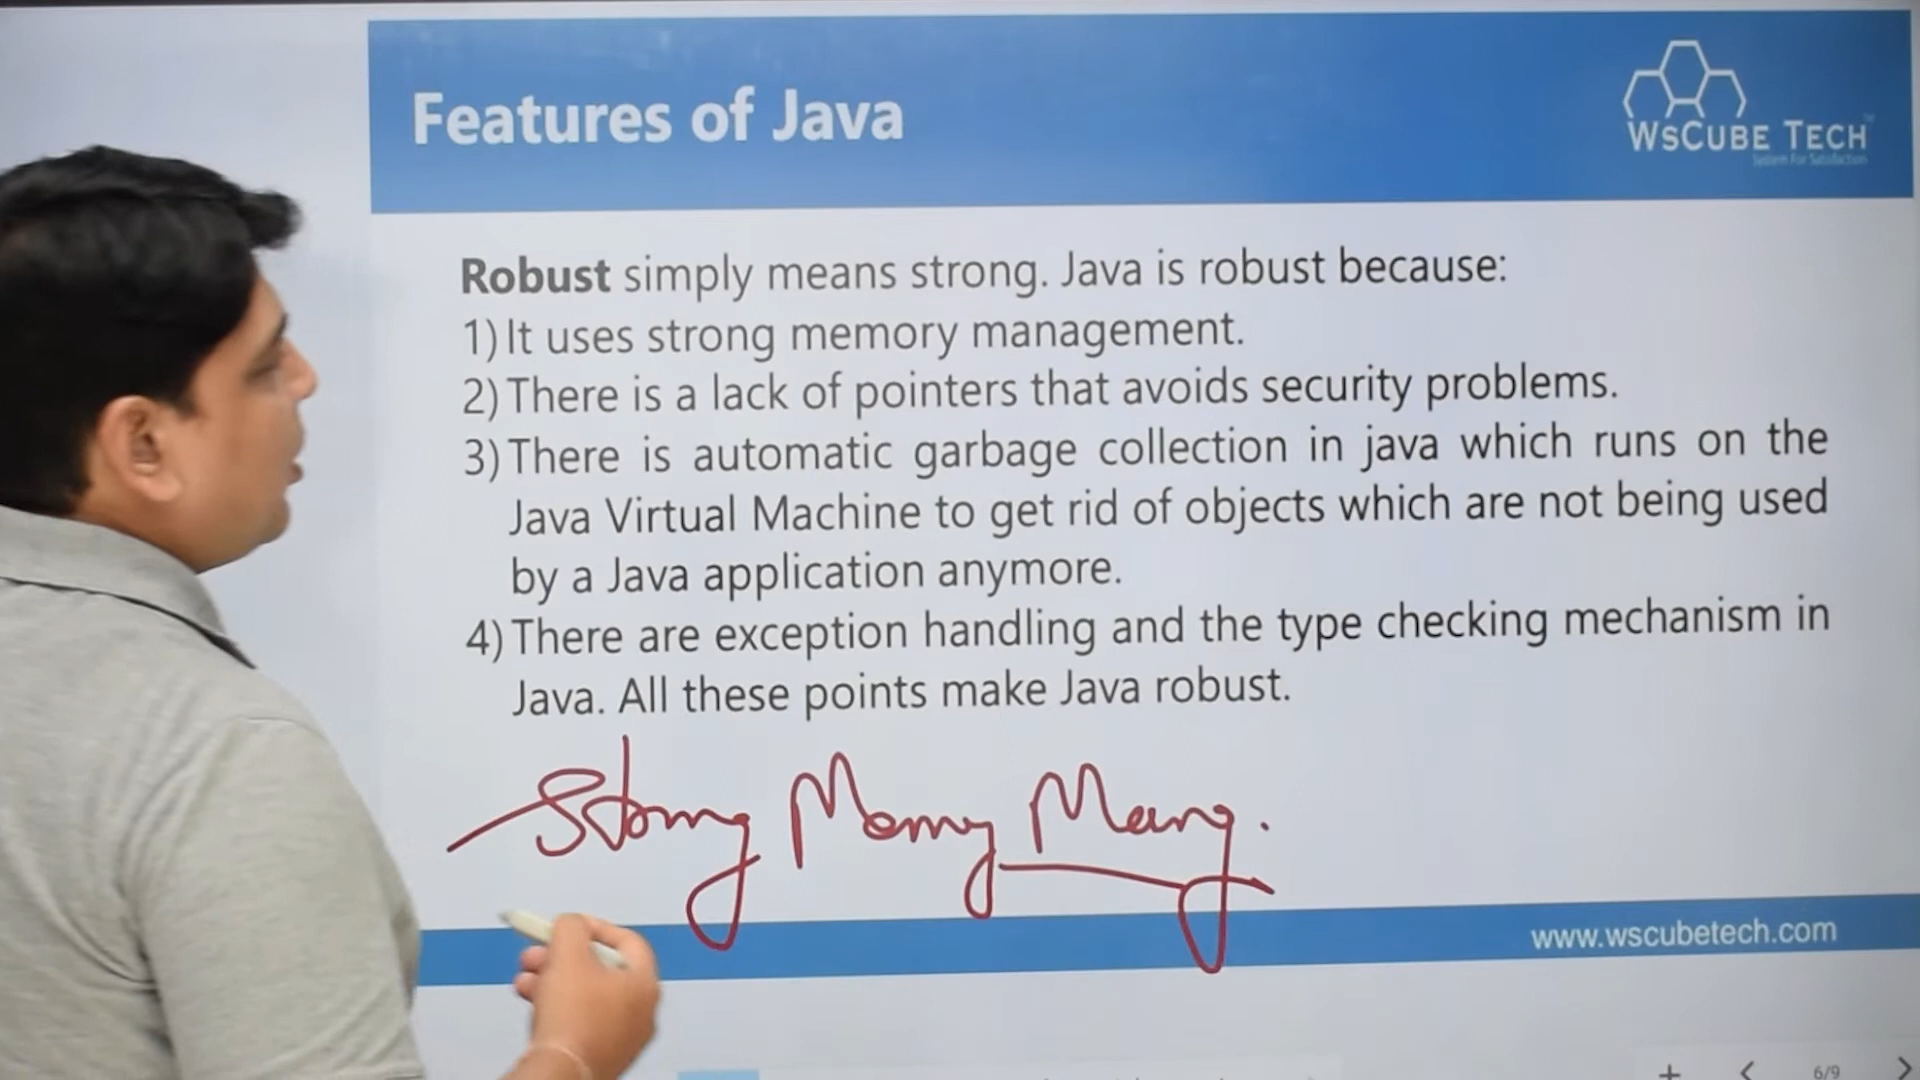 Features of Java
WSCUBE TECH
System For Satisfaction
Robust simply means strong. Java is robust because:
1) It uses strong memory management.
2) There is a lack of pointers that avoids security problems.
3) There is automatic garbage collection in java which runs on the
Java Virtual Machine to get rid of objects which are not being used
by a Java application anymore.
4) There are exception handling and the type checking mechanism in
Java. All these points make Java robust.
Strong Memory Mang.
www.wscubetech.com
+ < 6/9 >